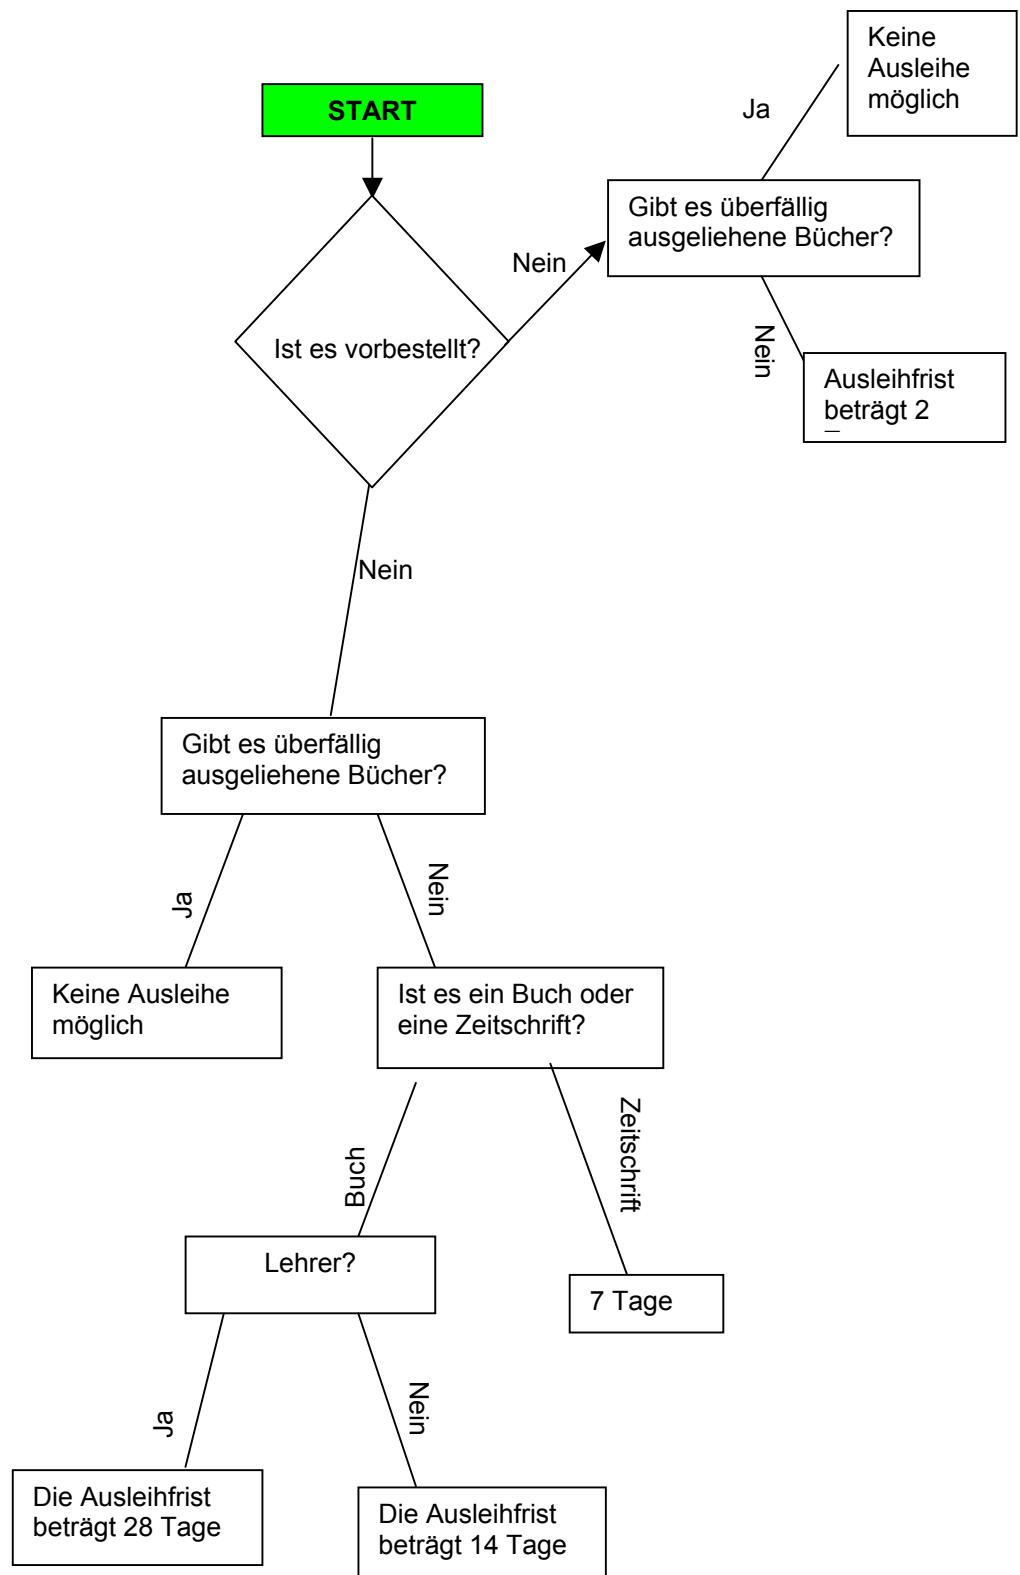 Keine
Ausleihe
möglich
START
Ja
Gibt es überfällig
ausgeliehene Bücher?
Nein
Ist es vorbestellt?
Nein
Ausleihfrist
beträgt 2
Nein
Gibt es überfällig
ausgeliehene Bücher?
Ja
Nein
Keine Ausleihe
möglich
Ist es ein Buch oder
eine Zeitschrift?
Buch
Zeitschrift
Lehrer?
7 Tage
Ja
Nein
Die Ausleihfrist
beträgt 28 Tage
Die Ausleihfrist
beträgt 14 Tage